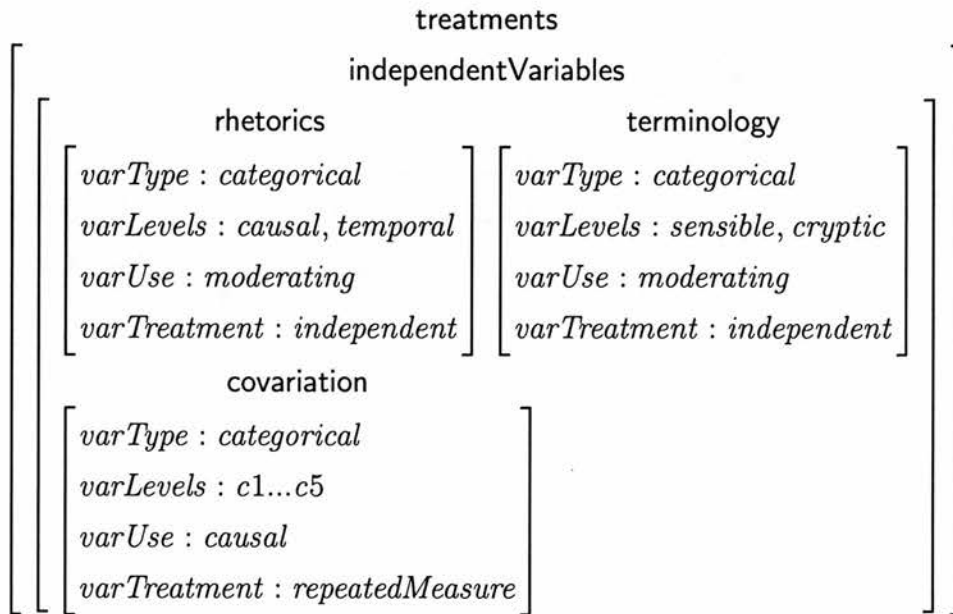 treatments
independentVariables
rhetorics terminology
varType : categorical varType : categorical
varLevels : causal, temporal varLevels : sensible, cryptic
varUse : moderating varUse : moderating
varTreatment : independent varTreatment : independent
covariation
varType : categorical
varLevels : c1...c5
varUse : causal
varTreatment : repeatedMeasure